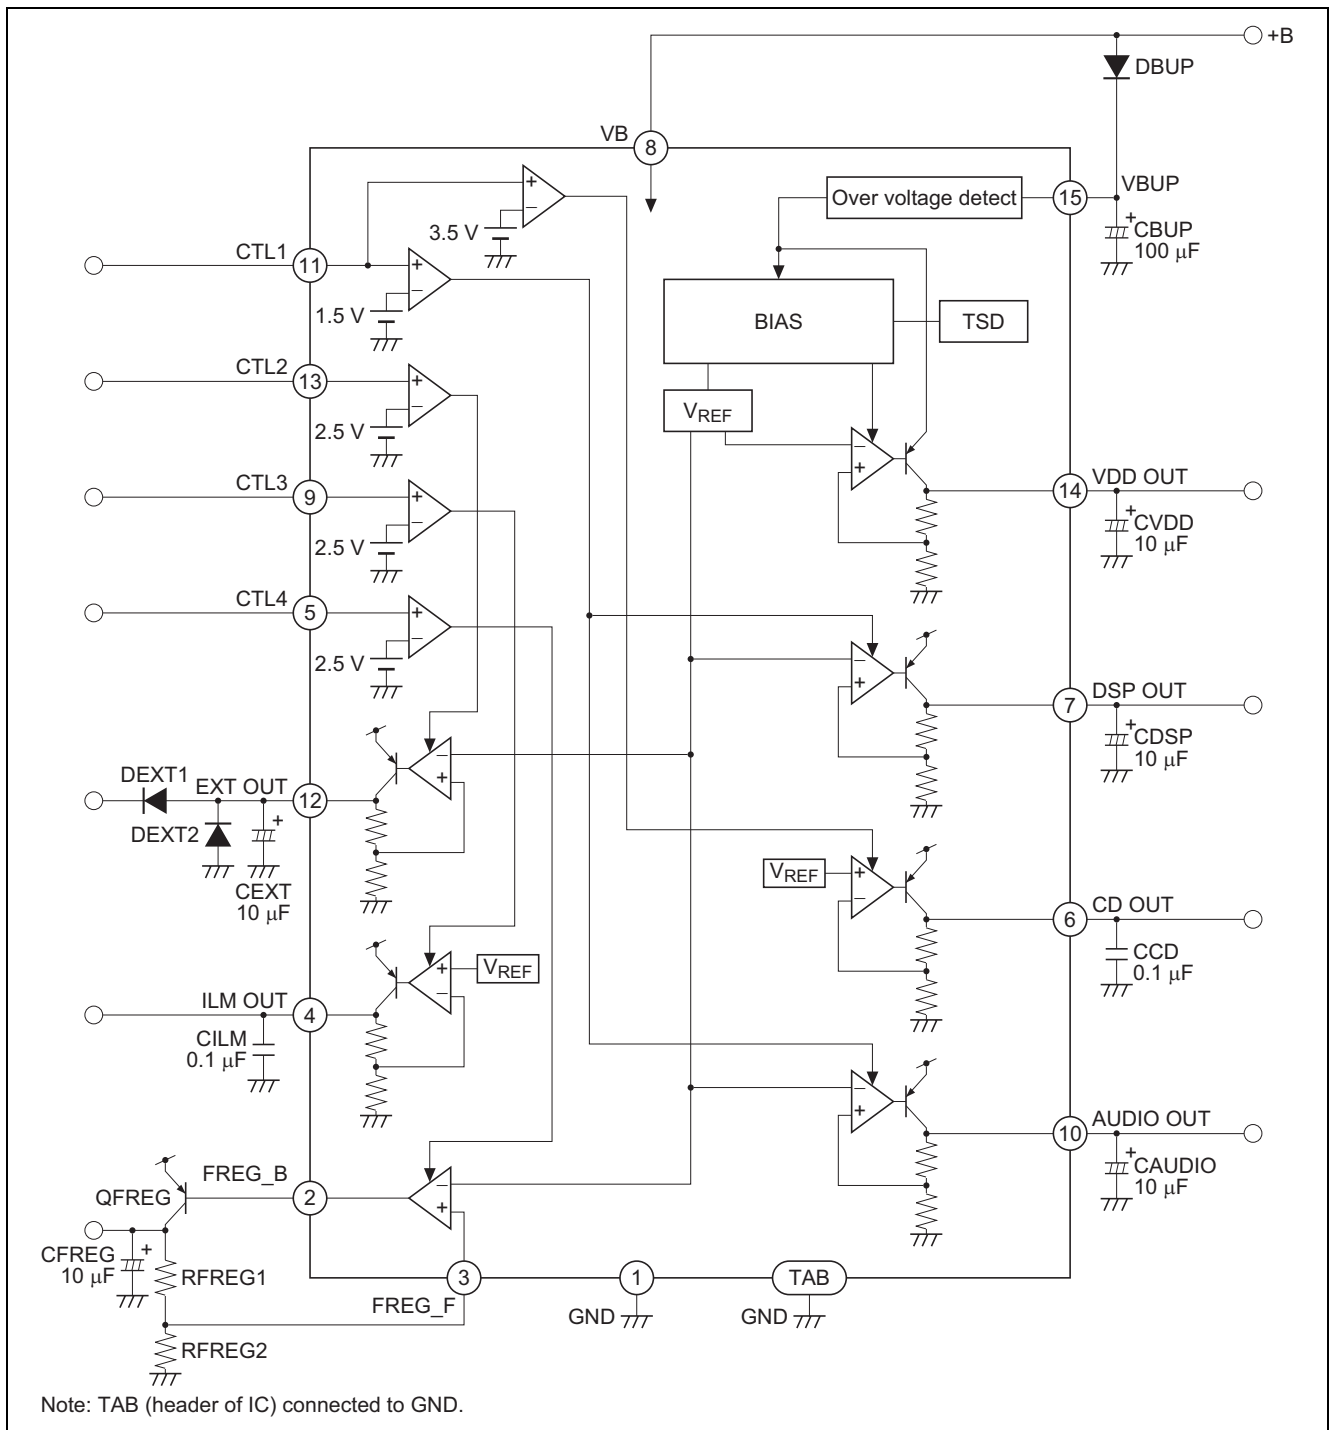 +B
DBUP
VB
8
+
−
Over voltage detect
15
VBUP
+
CBUP
100 μF
3.5 V
CTL1
11
+
−
1.5 V
BIAS
TSD
CTL2
13
+
−
2.5 V
VREF
−
+
CTL3
9
+
−
2.5 V
14
VDD OUT
+
CVDD
10 μF
CTL4
5
+
−
2.5 V
−
+
7
DSP OUT
+
CDSP
10 μF
DEXT1
EXT OUT
12
−
+
DEXT2
+
CEXT
10 μF
VREF
+
−
6
CD OUT
CCD
0.1 μF
ILM OUT
4
+
−
VREF
CILM
0.1 μF
−
+
10
AUDIO OUT
+
CAUDIO
10 μF
QFREG
FREG_B
2
−
+
CFREG
10 μF
+
RFREG1
3
FREG_F
1
GND
TAB
GND
RFREG2
Note: TAB (header of IC) connected to GND.